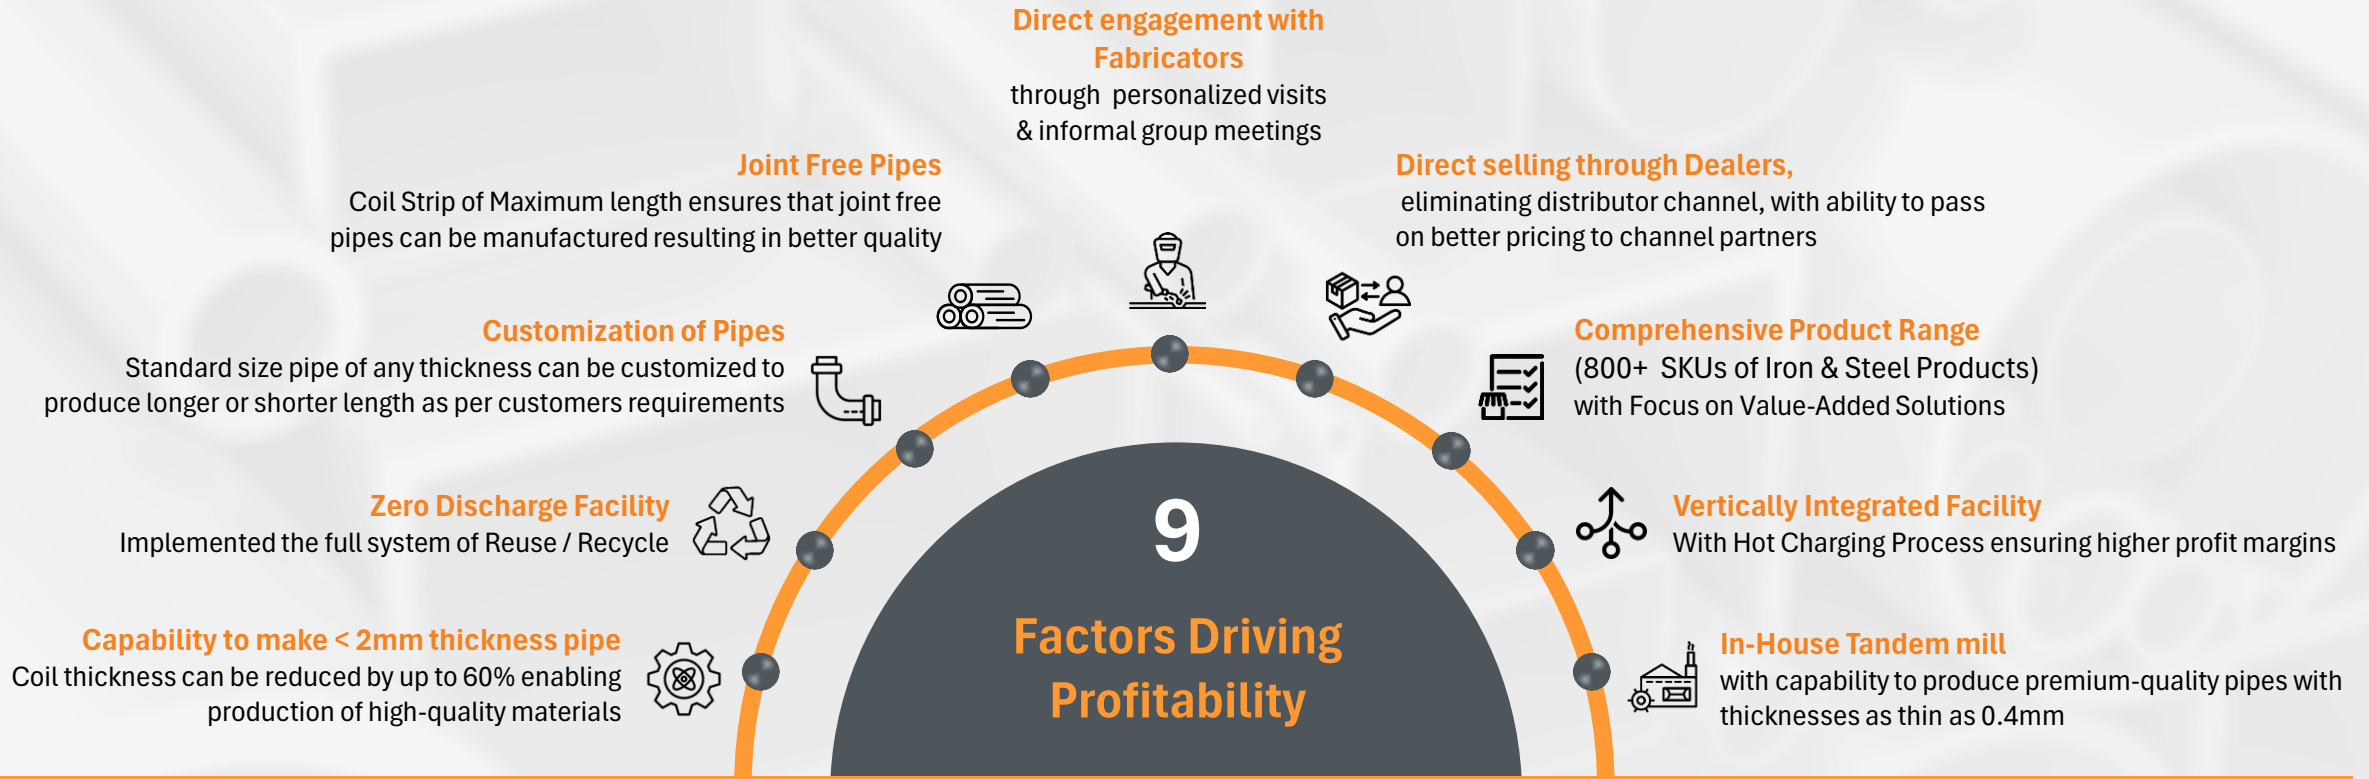 Direct engagement with
Fabricators
through personalized visits
& informal group meetings
Joint Free Pipes
Coil Strip of Maximum length ensures that joint free
pipes can be manufactured resulting in better quality
Direct selling through Dealers,
eliminating distributor channel, with ability to pass
on better pricing to channel partners
Customization of Pipes
Standard size pipe of any thickness can be customized to
produce longer or shorter length as per customers requirements
Comprehensive Product Range
(800+ SKUs of Iron & Steel Products)
with Focus on Value-Added Solutions
Zero Discharge Facility
Implemented the full system of Reuse / Recycle
Vertically Integrated Facility
With Hot Charging Process ensuring higher profit margins
Capability to make < 2mm thickness pipe
Coil thickness can be reduced by up to 60% enabling
production of high-quality materials
In-House Tandem mill
with capability to produce premium-quality pipes with
thicknesses as thin as 0.4mm
9
Factors Driving
Profitability